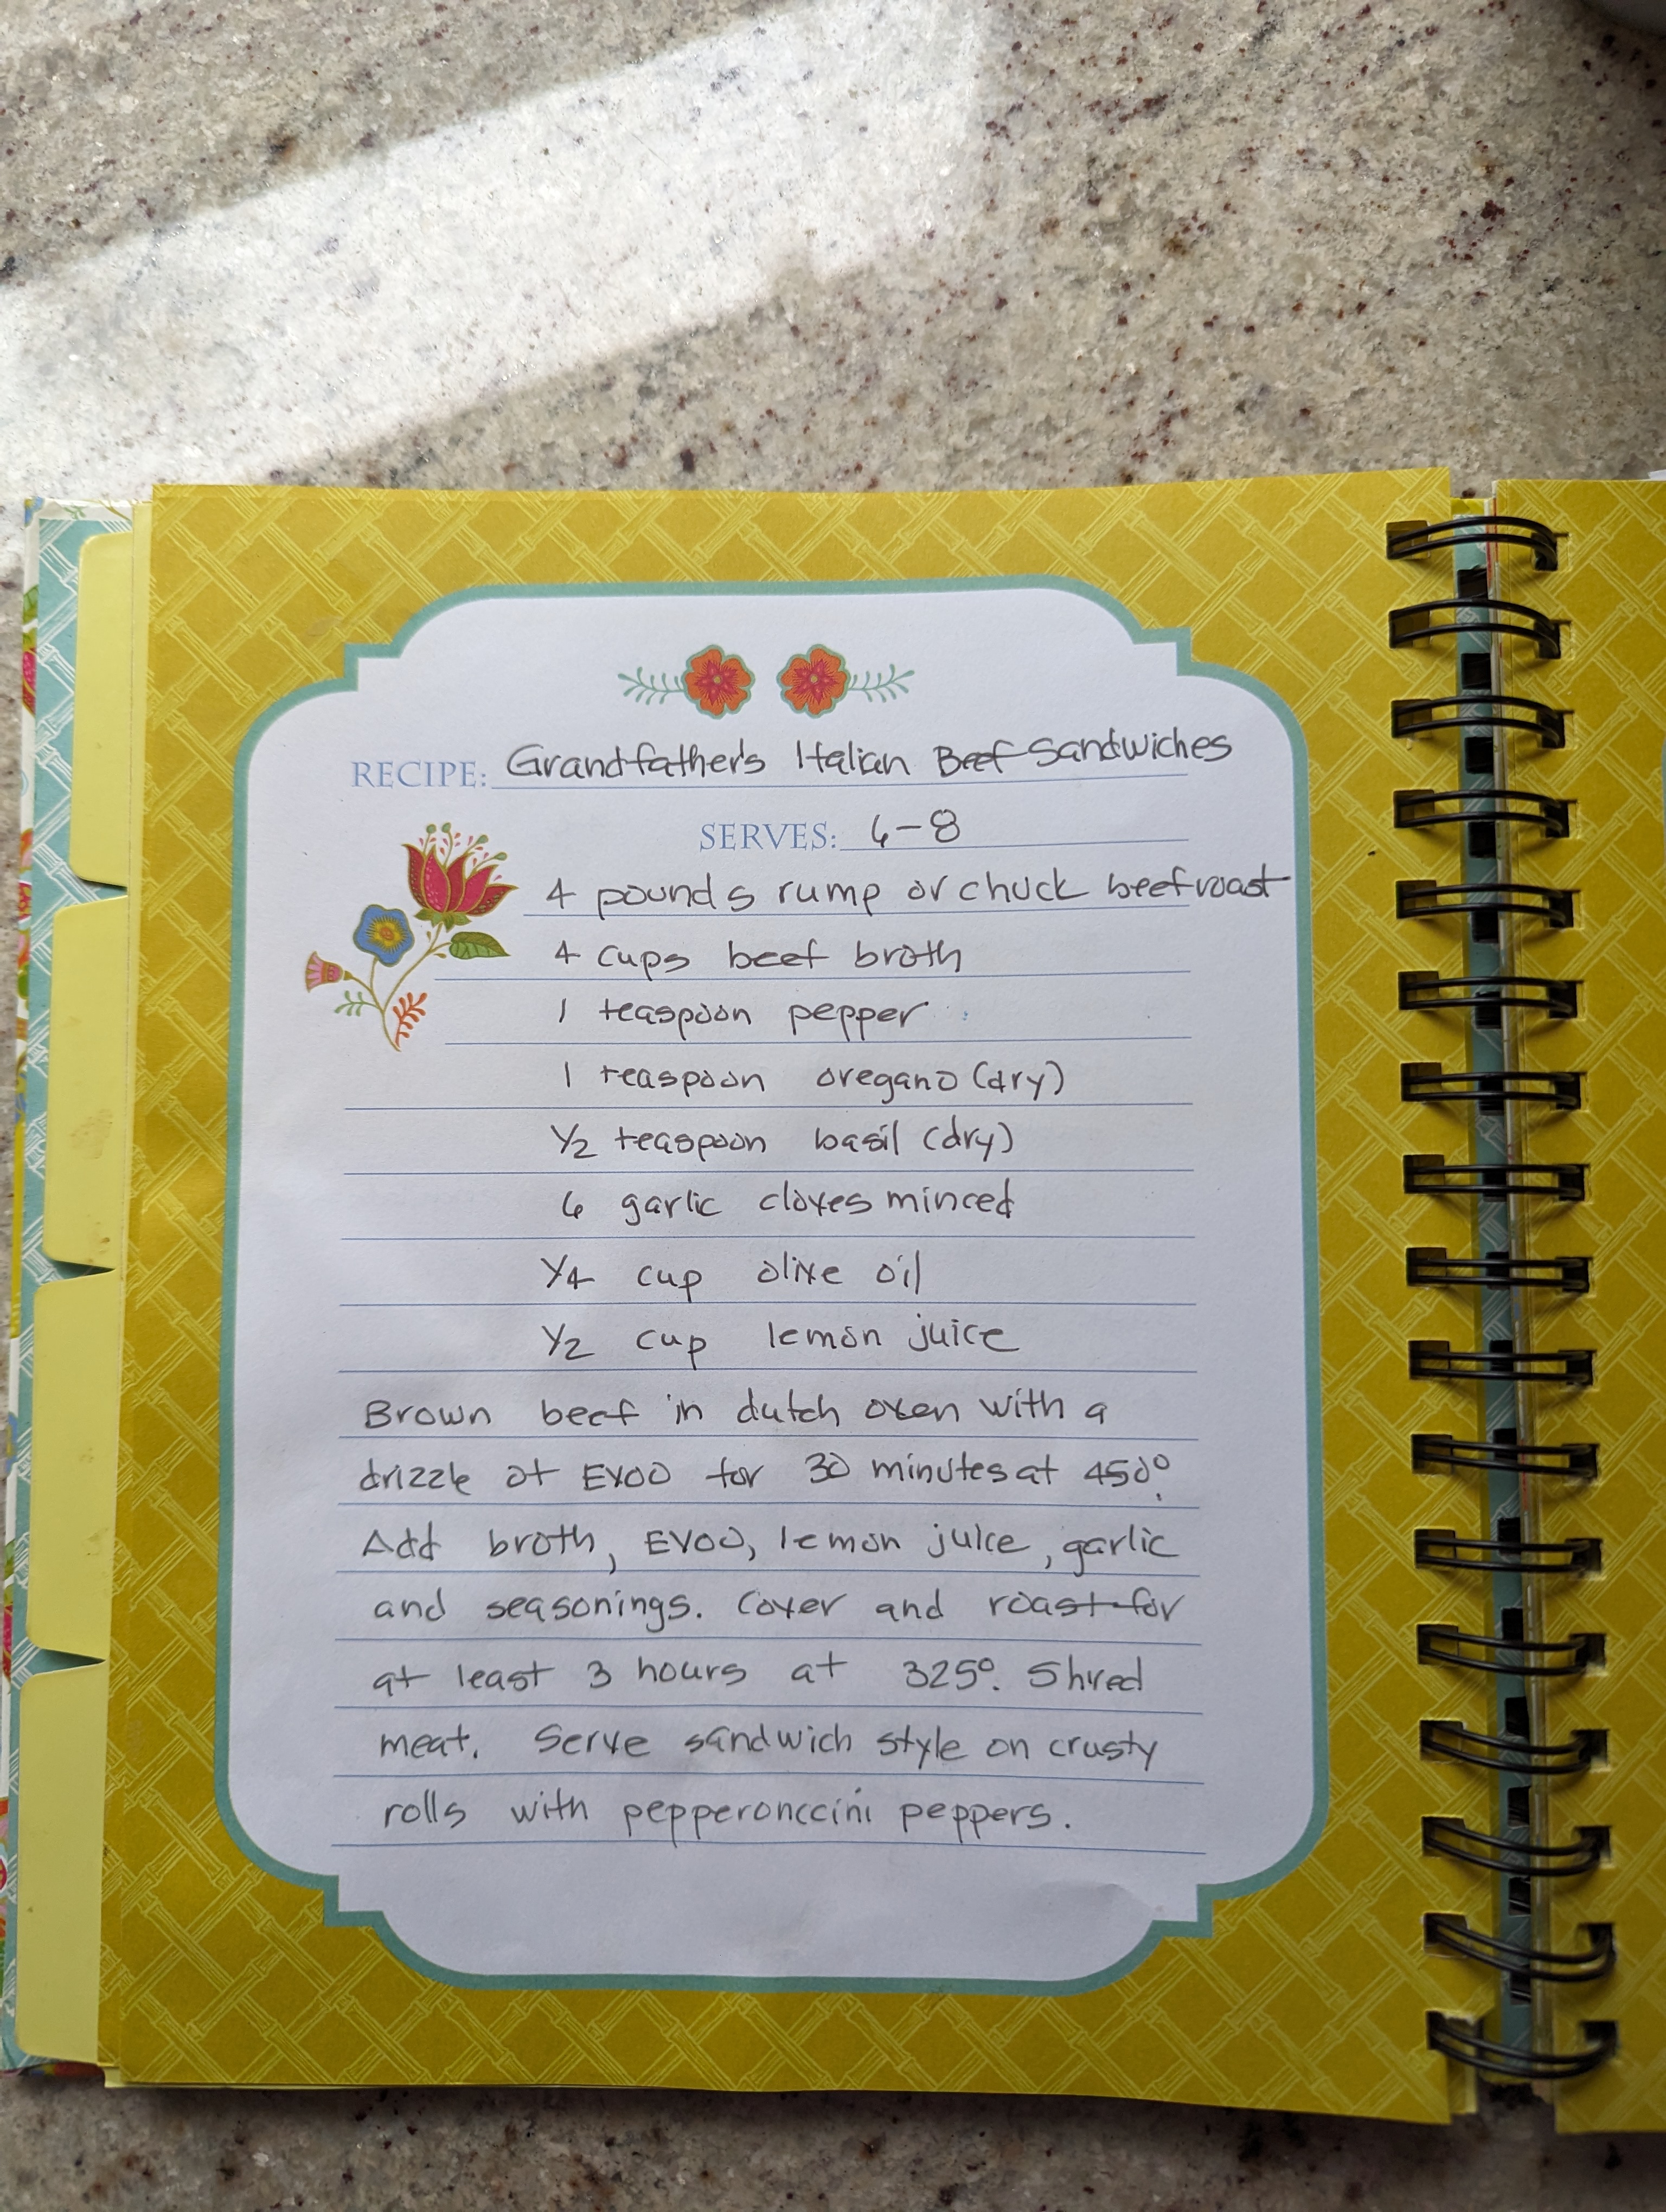 RECIPE: Grandfather's Italian Beef Sandwiches
SERVES: 6-8
4 pounds rump or chuck beef roast
4 cups beef broth
1 teaspoon pepper
1 teaspoon oregano (dry)
1/2 teaspoon basil (dry)
6 garlic cloves minced
1/4 cup olive oil
1/2 cup lemon juice
Brown beef in dutch oven with a
drizzle of EVOO for 30 minutes at 450°.
Add broth, EVOO, lemon juice, garlic
and seasonings. Cover and roast for
at least 3 hours at 325°. Shred
meat. Serve sandwich style on crusty
rolls with pepperonccini peppers.